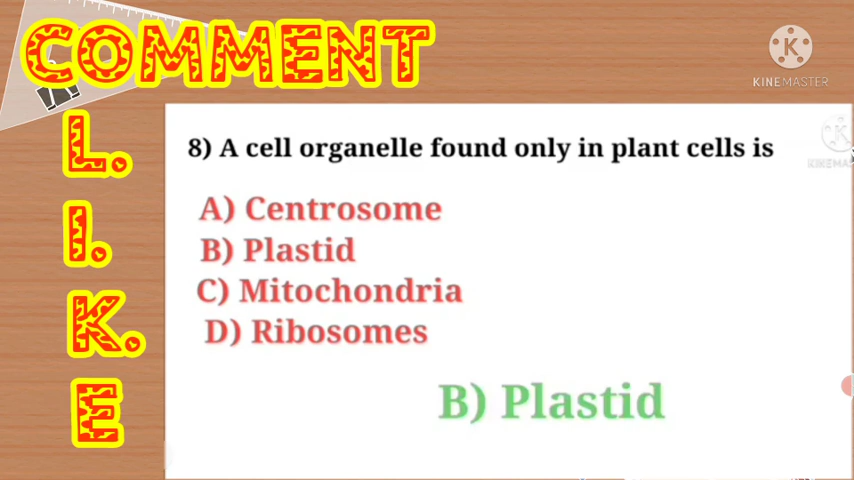 COMMENT
KINEMASTER
L.
I.
K.
E
8) A cell organelle found only in plant cells is
A) Centrosome
B) Plastid
C) Mitochondria
D) Ribosomes
B) Plastid